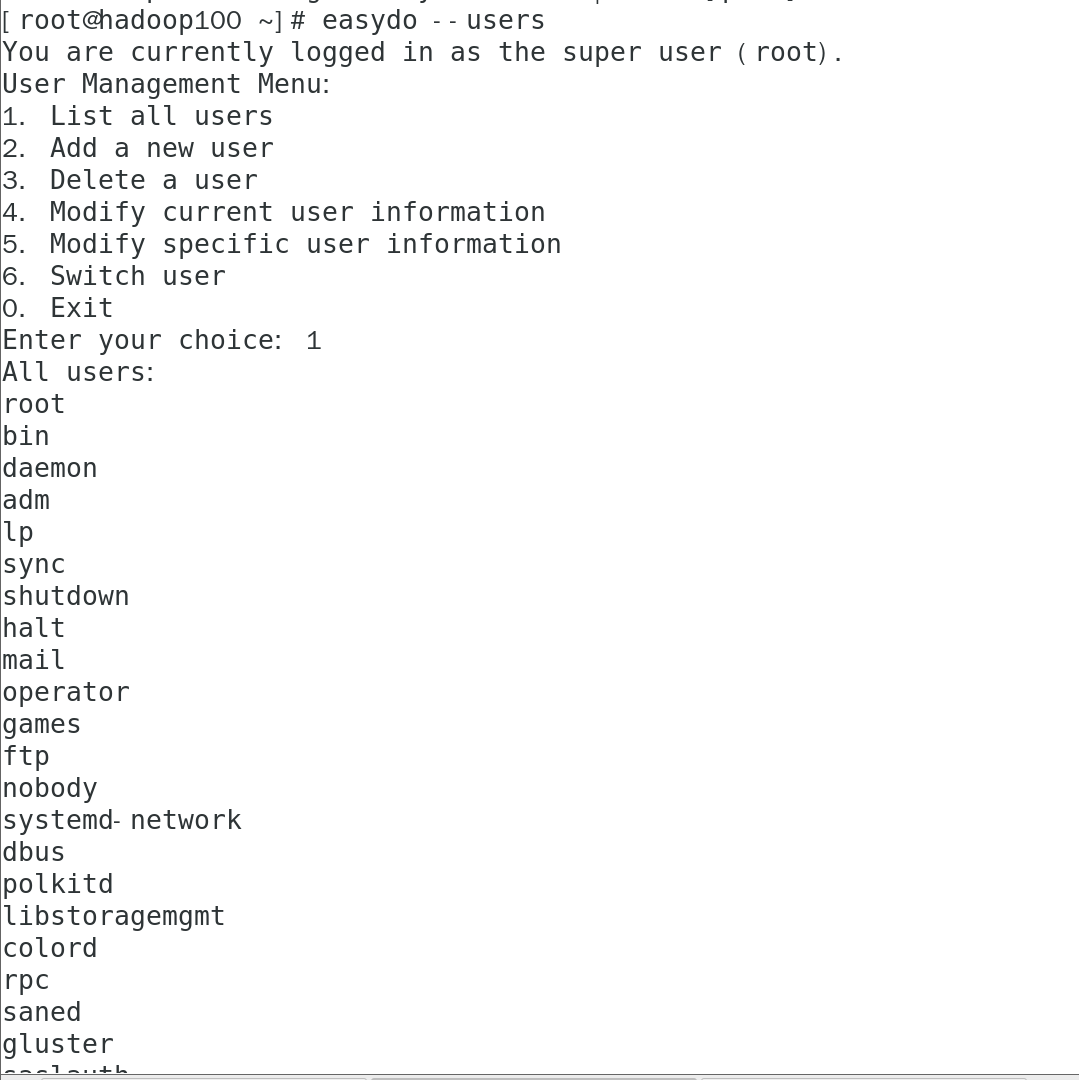 [root@hadoop100 ~]# easydo --users
You are currently logged in as the super user (root).
User Management Menu:
1. List all users
2. Add a new user
3. Delete a user
4. Modify current user information
5. Modify specific user information
6. Switch user
0. Exit
Enter your choice: 1
All users:
root
bin
daemon
adm
lp
sync
shutdown
halt
mail
operator
games
ftp
nobody
systemd-network
dbus
polkitd
libstoragemgmt
colord
rpc
saned
gluster
saslauth